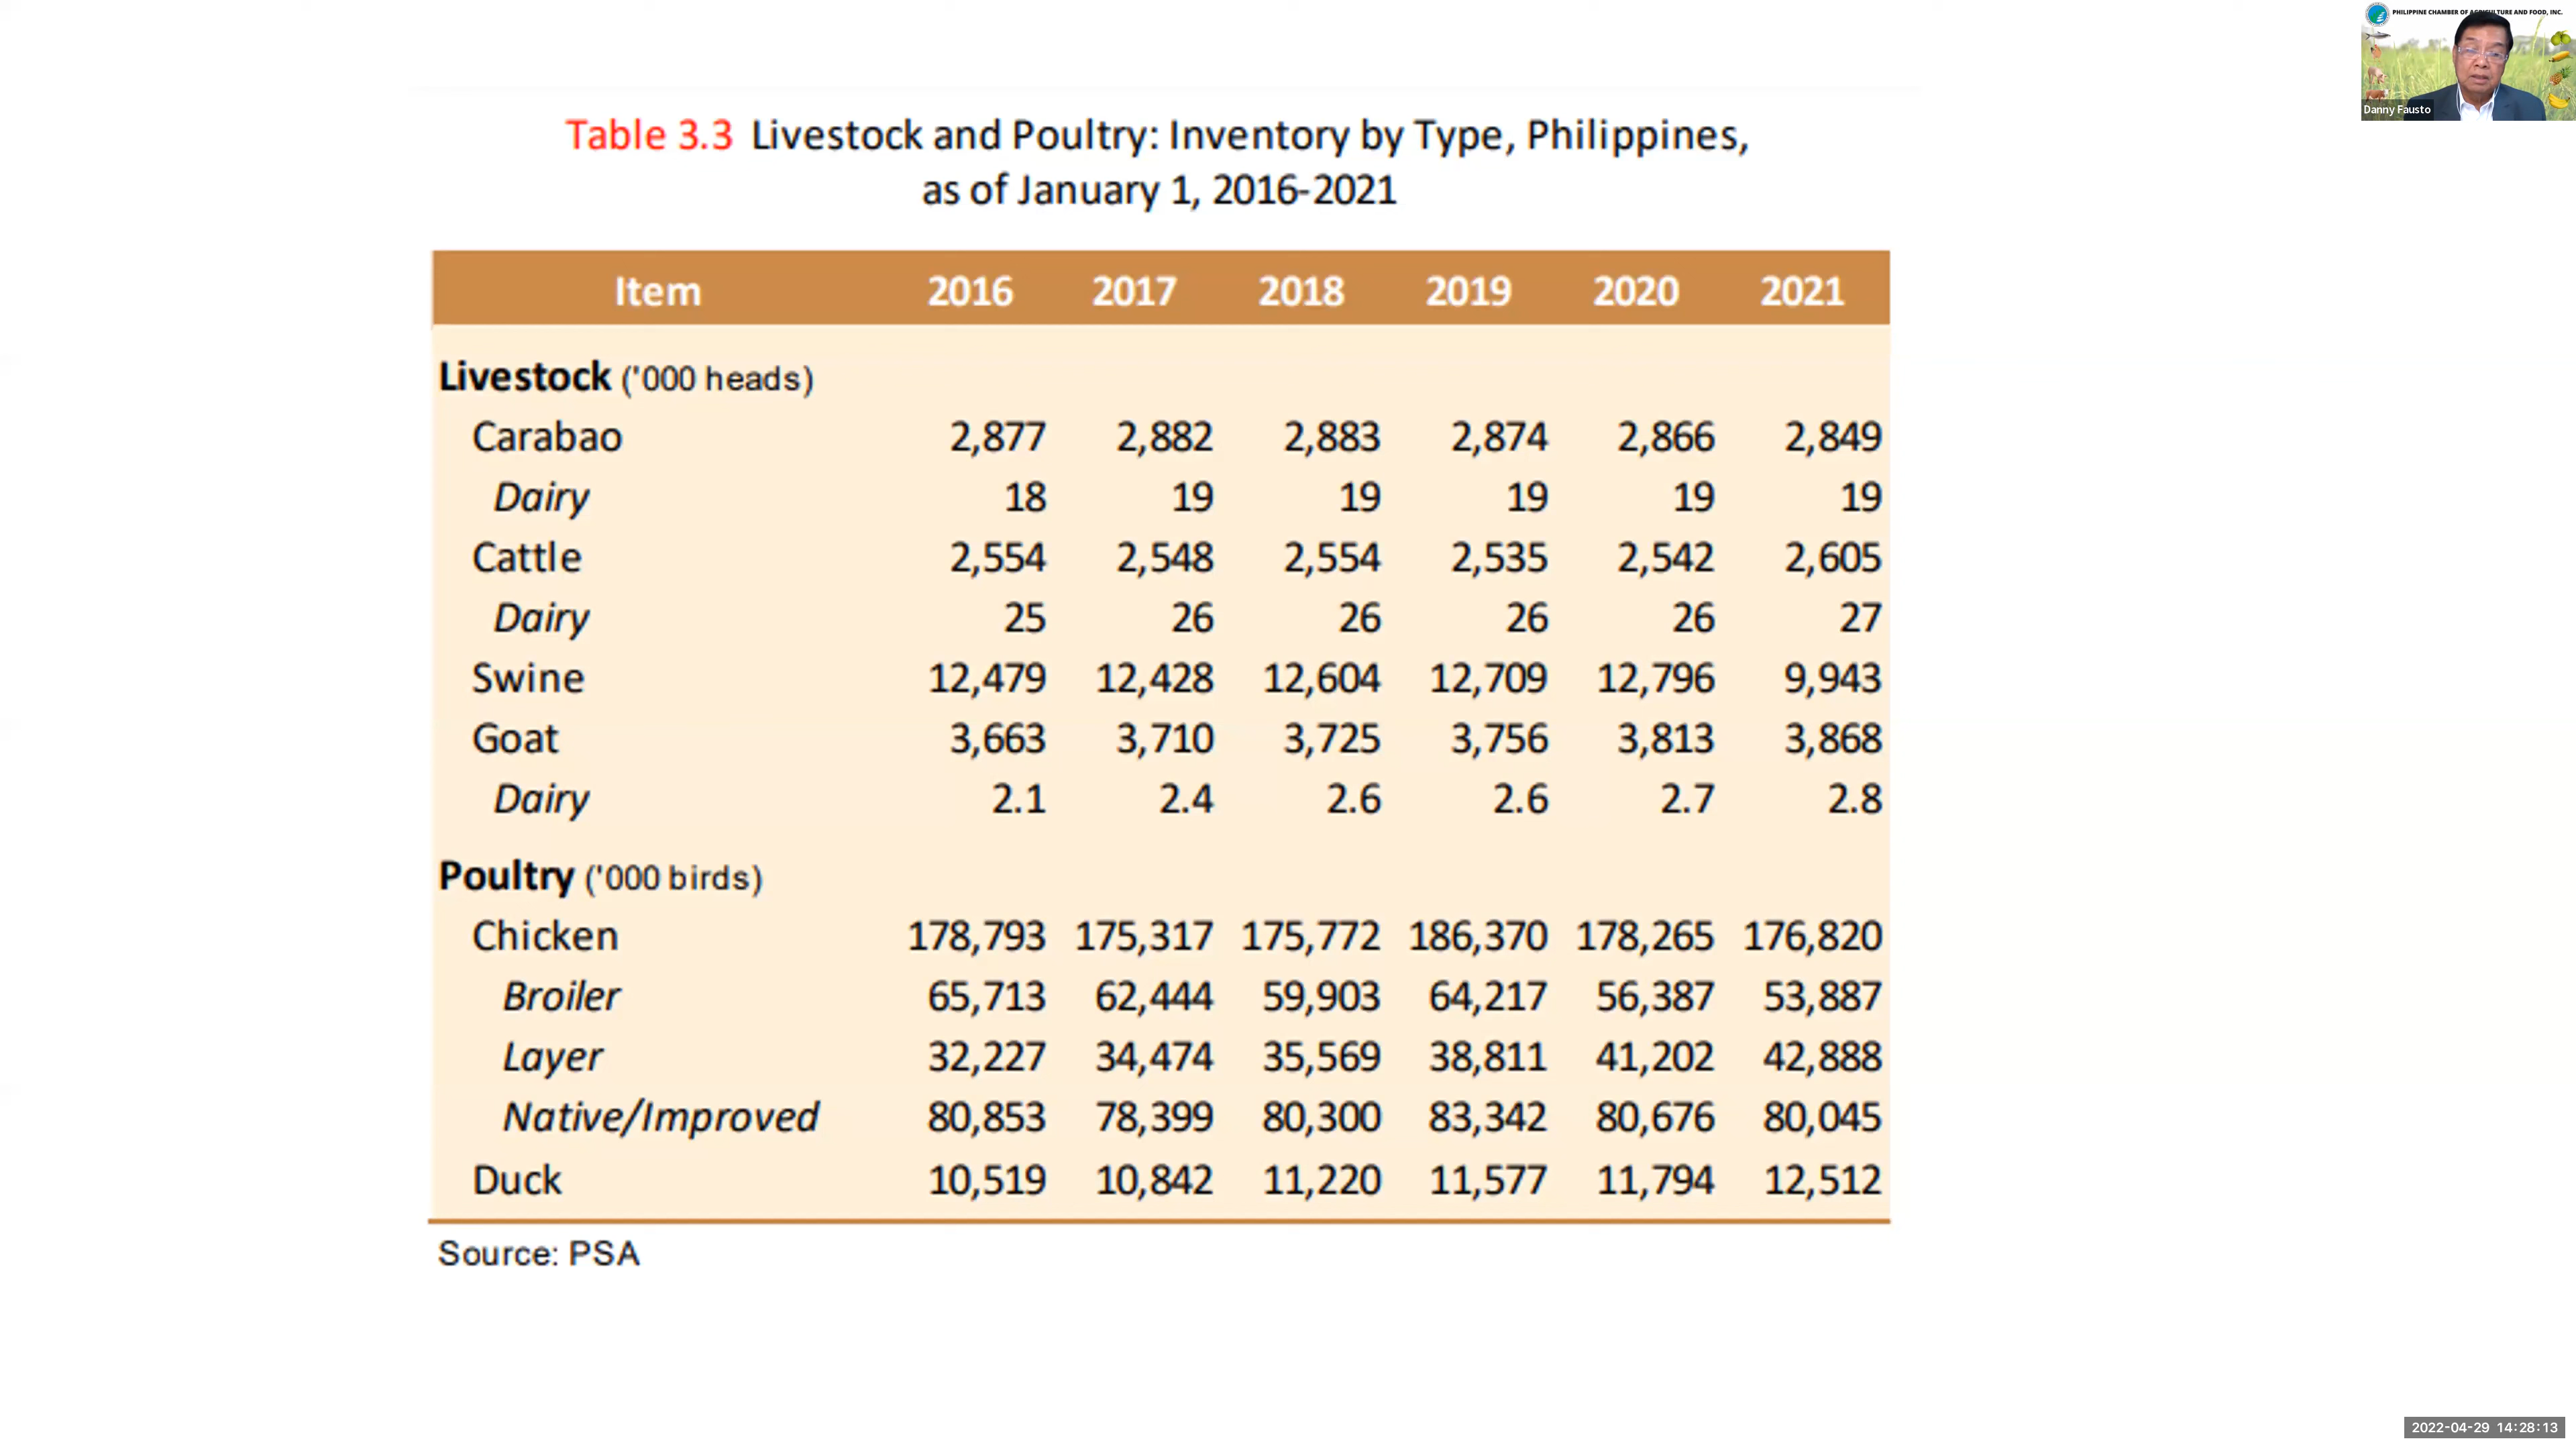 PHILIPPINE CHAMBER OF AGRICULTURE AND FOOD, INC.
Danny Fausto
Table 3.3 Livestock and Poultry: Inventory by Type, Philippines,
as of January 1, 2016-2021
Item 2016 2017 2018 2019 2020 2021
Livestock ('000 heads)
Carabao 2,877 2,882 2,883 2,874 2,866 2,849
Dairy 18 19 19 19 19 19
Cattle 2,554 2,548 2,554 2,535 2,542 2,605
Dairy 25 26 26 26 26 27
Swine 12,479 12,428 12,604 12,709 12,796 9,943
Goat 3,663 3,710 3,725 3,756 3,813 3,868
Dairy 2.1 2.4 2.6 2.6 2.7 2.8
Poultry ('000 birds)
Chicken 178,793 175,317 175,772 186,370 178,265 176,820
Broiler 65,713 62,444 59,903 64,217 56,387 53,887
Layer 32,227 34,474 35,569 38,811 41,202 42,888
Native/Improved 80,853 78,399 80,300 83,342 80,676 80,045
Duck 10,519 10,842 11,220 11,577 11,794 12,512
Source: PSA
2022-04-29 14:28:13